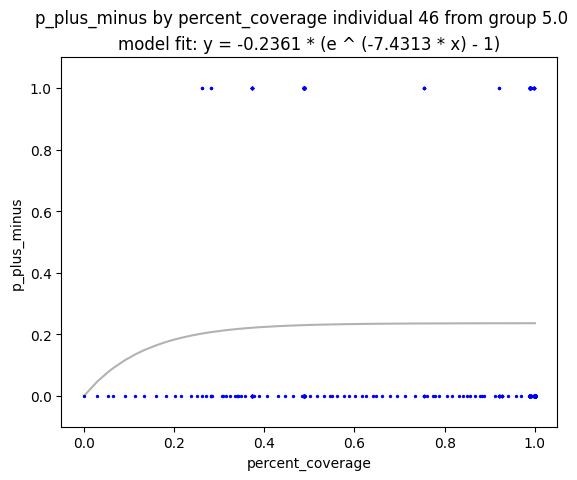 p_plus_minus by percent_coverage individual 46 from group 5.0
model fit: y = -0.2361 * (e ^ (-7.4313 * x) - 1)
1.0
0.8
0.6
0.4
0.2
0.0
p_plus_minus
0.0 0.2 0.4 0.6 0.8 1.0
percent_coverage